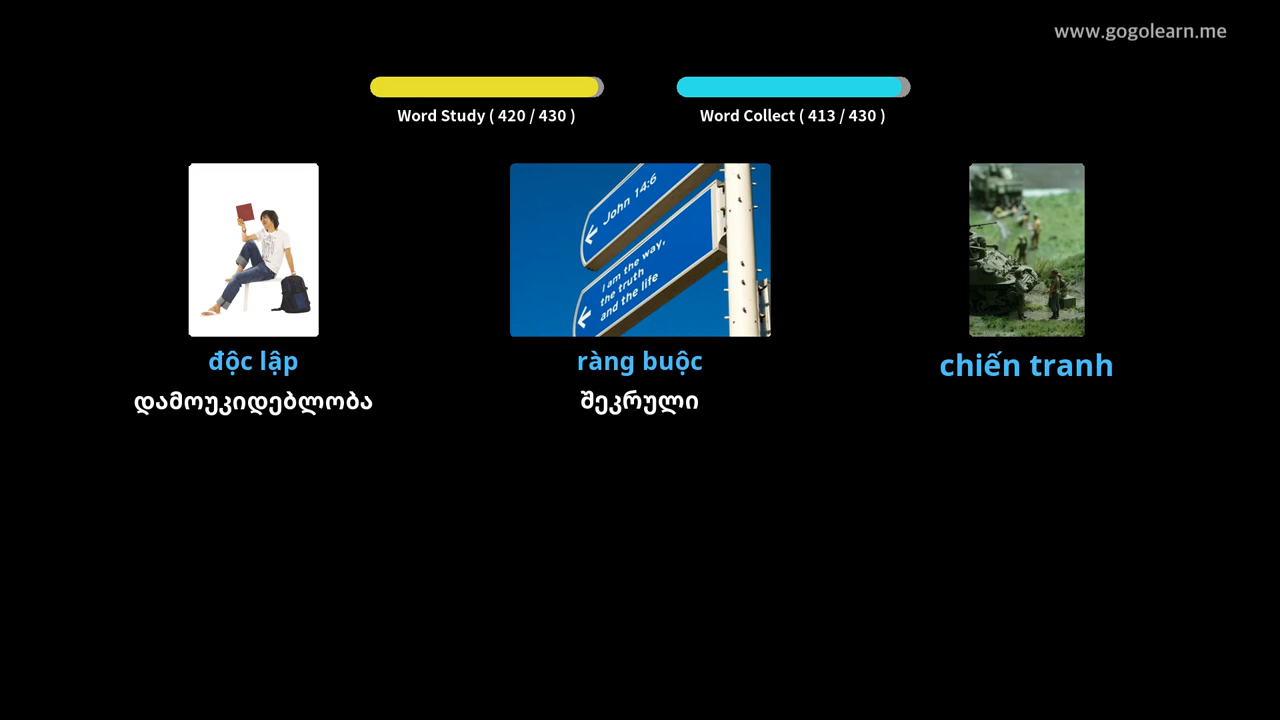 www.gogolearn.me
Word Study ( 420 / 430 )
Word Collect ( 413 / 430 )
John 14:6
I am the way,
the truth
and the life
độc lập
ràng buộc
chiến tranh
დამოუკიდებლობა
შეკრული